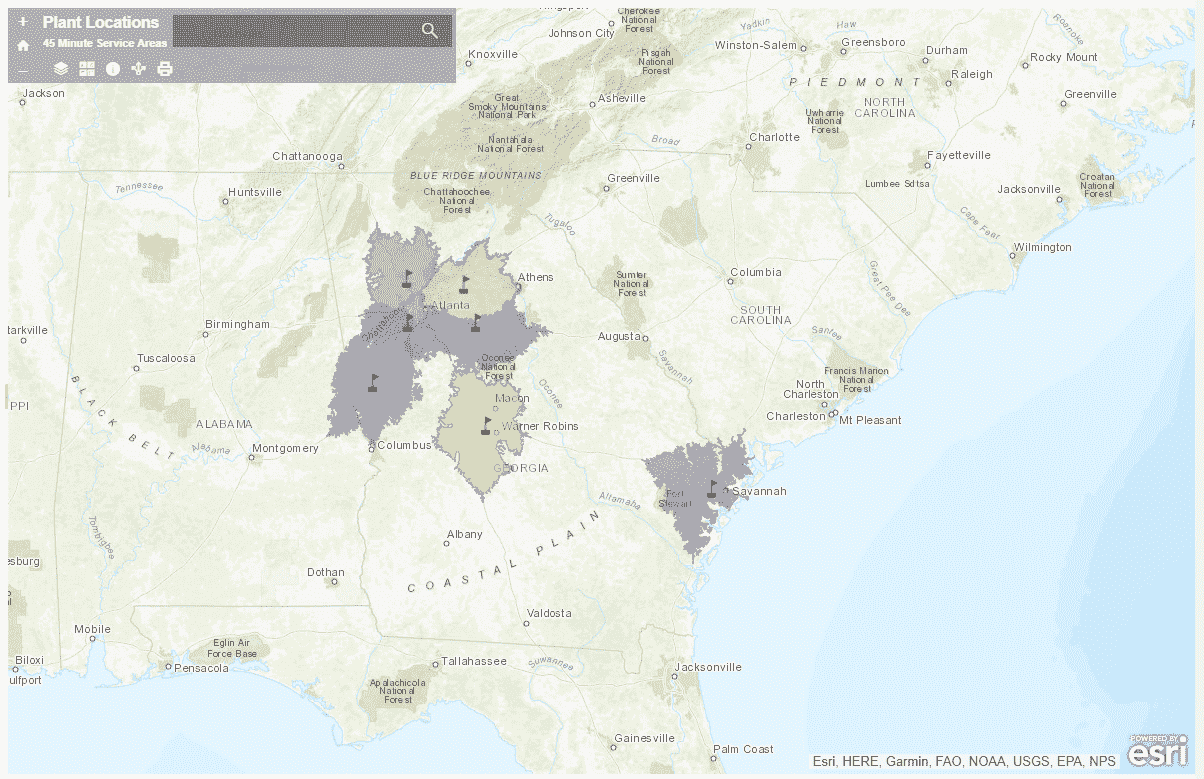 Plant Locations
45 Minute Service Areas
Cherokee
National
Forest
Johnson City
Knoxville
Pisgah
National
Forest
Winston-Salem
Yadkin
Haw
Greensboro
Durham
Roanoke
Rocky Mount
Raleigh
PIEDMONT
Jackson
Great
Smoky Mountains
National Park
Asheville
NORTH
CAROLINA
Greenville
Uwharrie
National
Forest
Nantahala
National Forest
Broad
Charlotte
Fayetteville
Chattanooga
BLUE RIDGE MOUNTAINS
Greenville
Lumbee Sdtsa
Croatan
National
Forest
Jacksonville
Tennessee
Huntsville
Chattahoochee
National
Forest
Tugaloo
Cape Fear
Wilmington
Athens
Sumter
National
Forest
Columbia
Great Pee Dee
Atlanta
SOUTH
CAROLINA
tarkville
Birmingham
Augusta
Santee
Tuscaloosa
Oconee
National
Forest
Savannah
Francis Marion
National
Forest
BLACK BELT
PPI
Oconee
North
Charleston
Macon
Charleston
Mt Pleasant
ALABAMA
Warner Robins
Alabama
Montgomery
Columbus
GEORGIA
Fort
Stewart
Savannah
Altamaha
Tombigbee
Albany
COASTAL PLAIN
esburg
Dothan
al
Valdosta
Mobile
Eglin Air
Force Base
Biloxi
Pensacola
Tallahassee
Suwannee
Jacksonville
ulfport
Apalachicola
National
Forest
Gainesville
Palm Coast
POWERED BY
esri
Esri, HERE, Garmin, FAO, NOAA, USGS, EPA, NPS